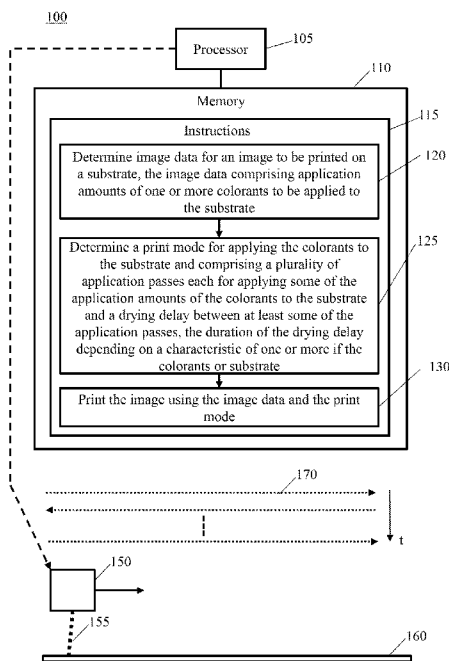 100
Processor
105
110
Memory
115
Instructions
Determine image data for an image to be printed on
a substrate, the image data comprising application
amounts of one or more colorants to be applied to
the substrate
120
Determine a print mode for applying the colorants to
the substrate and comprising a plurality of
application passes each for applying some of the
application amounts of the colorants to the substrate
and a drying delay between at least some of the
application passes, the duration of the drying delay
depending on a characteristic of one or more if the
colorants or substrate
125
Print the image using the image data and the print
mode
130
170
t
150
155
160